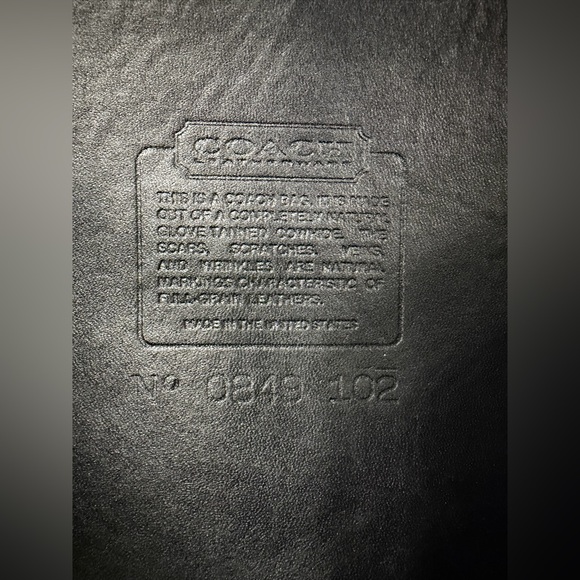 COACH
LEATHERWARE
THIS IS A COACH BAG. IT IS MADE
OUT OF A COMPLETELY NATURAL
GLOVE TANNED COWHIDE. THE
SCARS, SCRATCHES, VEINS
AND WRINKLES ARE NATURAL
MARKINGS CHARACTERISTIC OF
FULL-GRAIN LEATHERS.
MADE IN THE UNITED STATES
Nº 0849 102